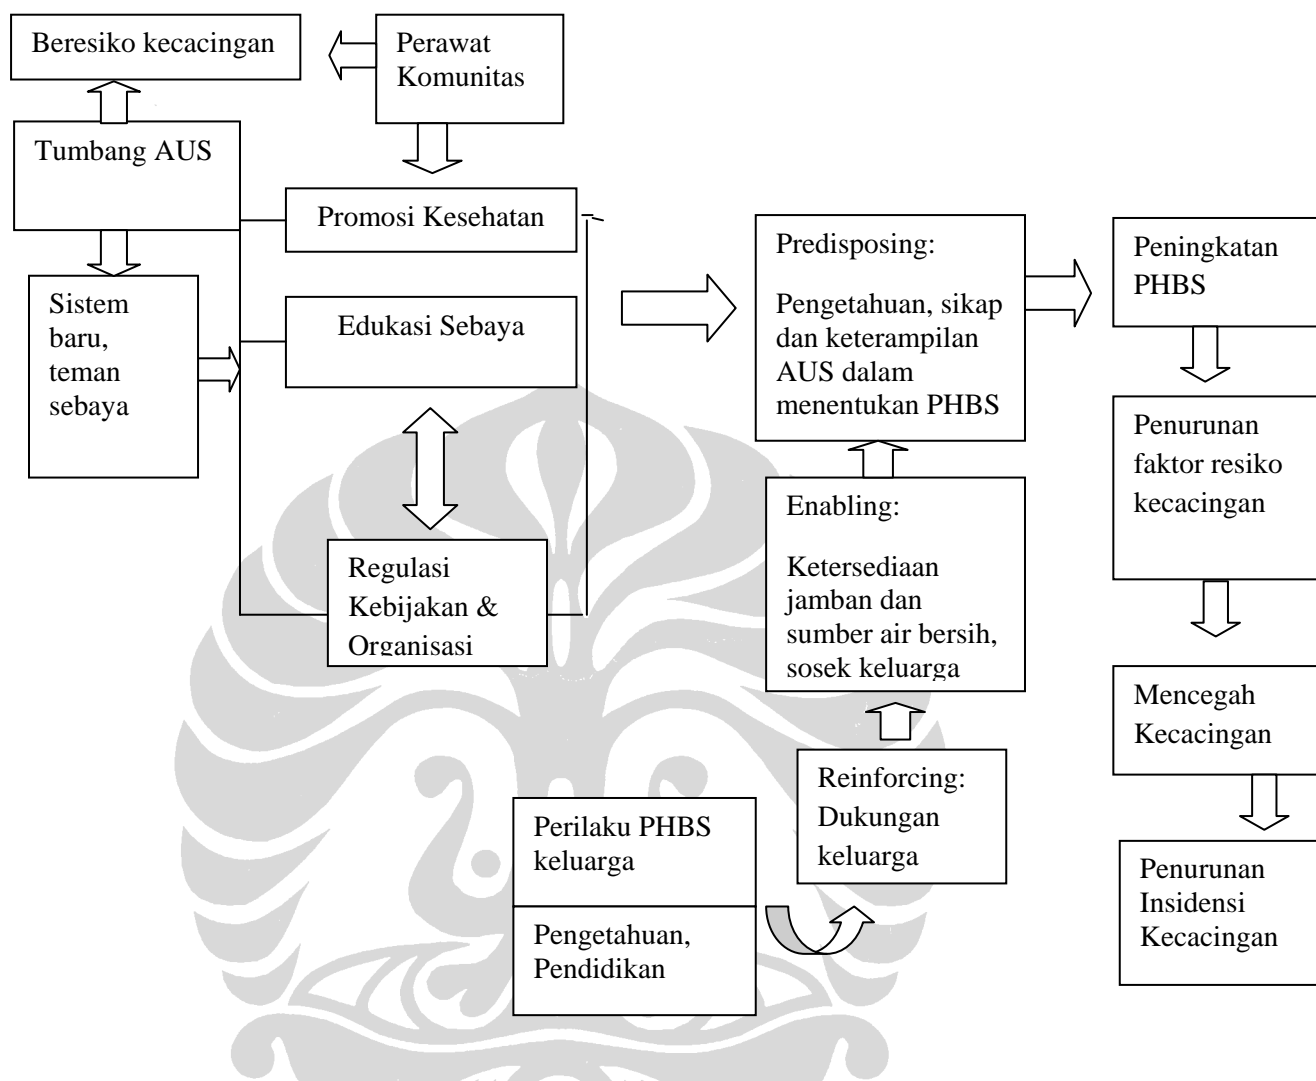 Beresiko kecacingan
Perawat
Komunitas
Tumbang AUS
Promosi Kesehatan
Sistem
baru,
teman
sebaya
Edukasi Sebaya
Regulasi
Kebijakan &
Organisasi
Predisposing:
Pengetahuan, sikap
dan keterampilan
AUS dalam
menentukan PHBS
Enabling:
Ketersediaan
jamban dan
sumber air bersih,
sosek keluarga
Reinforcing:
Dukungan
keluarga
Perilaku PHBS
keluarga
Pengetahuan,
Pendidikan
Peningkatan
PHBS
Penurunan
faktor resiko
kecacingan
Mencegah
Kecacingan
Penurunan
Insidensi
Kecacingan